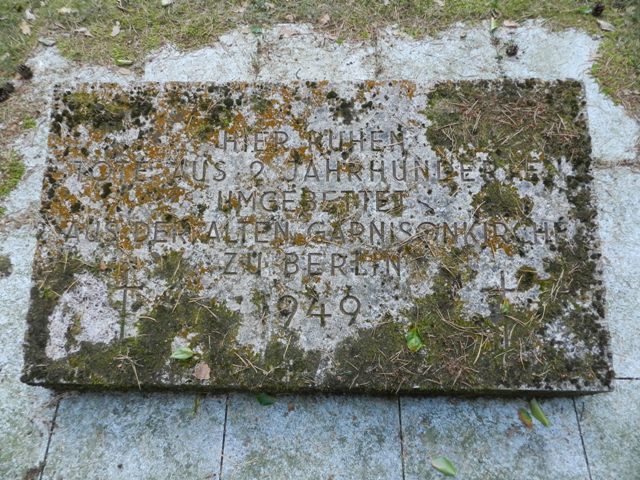 HIER RUHEN
TOTE AUS 2 JAHRHUNDERTEN
UMGEBETTET
AUS DER ALTEN GARNISONKIRCHE
ZU BERLIN
1949